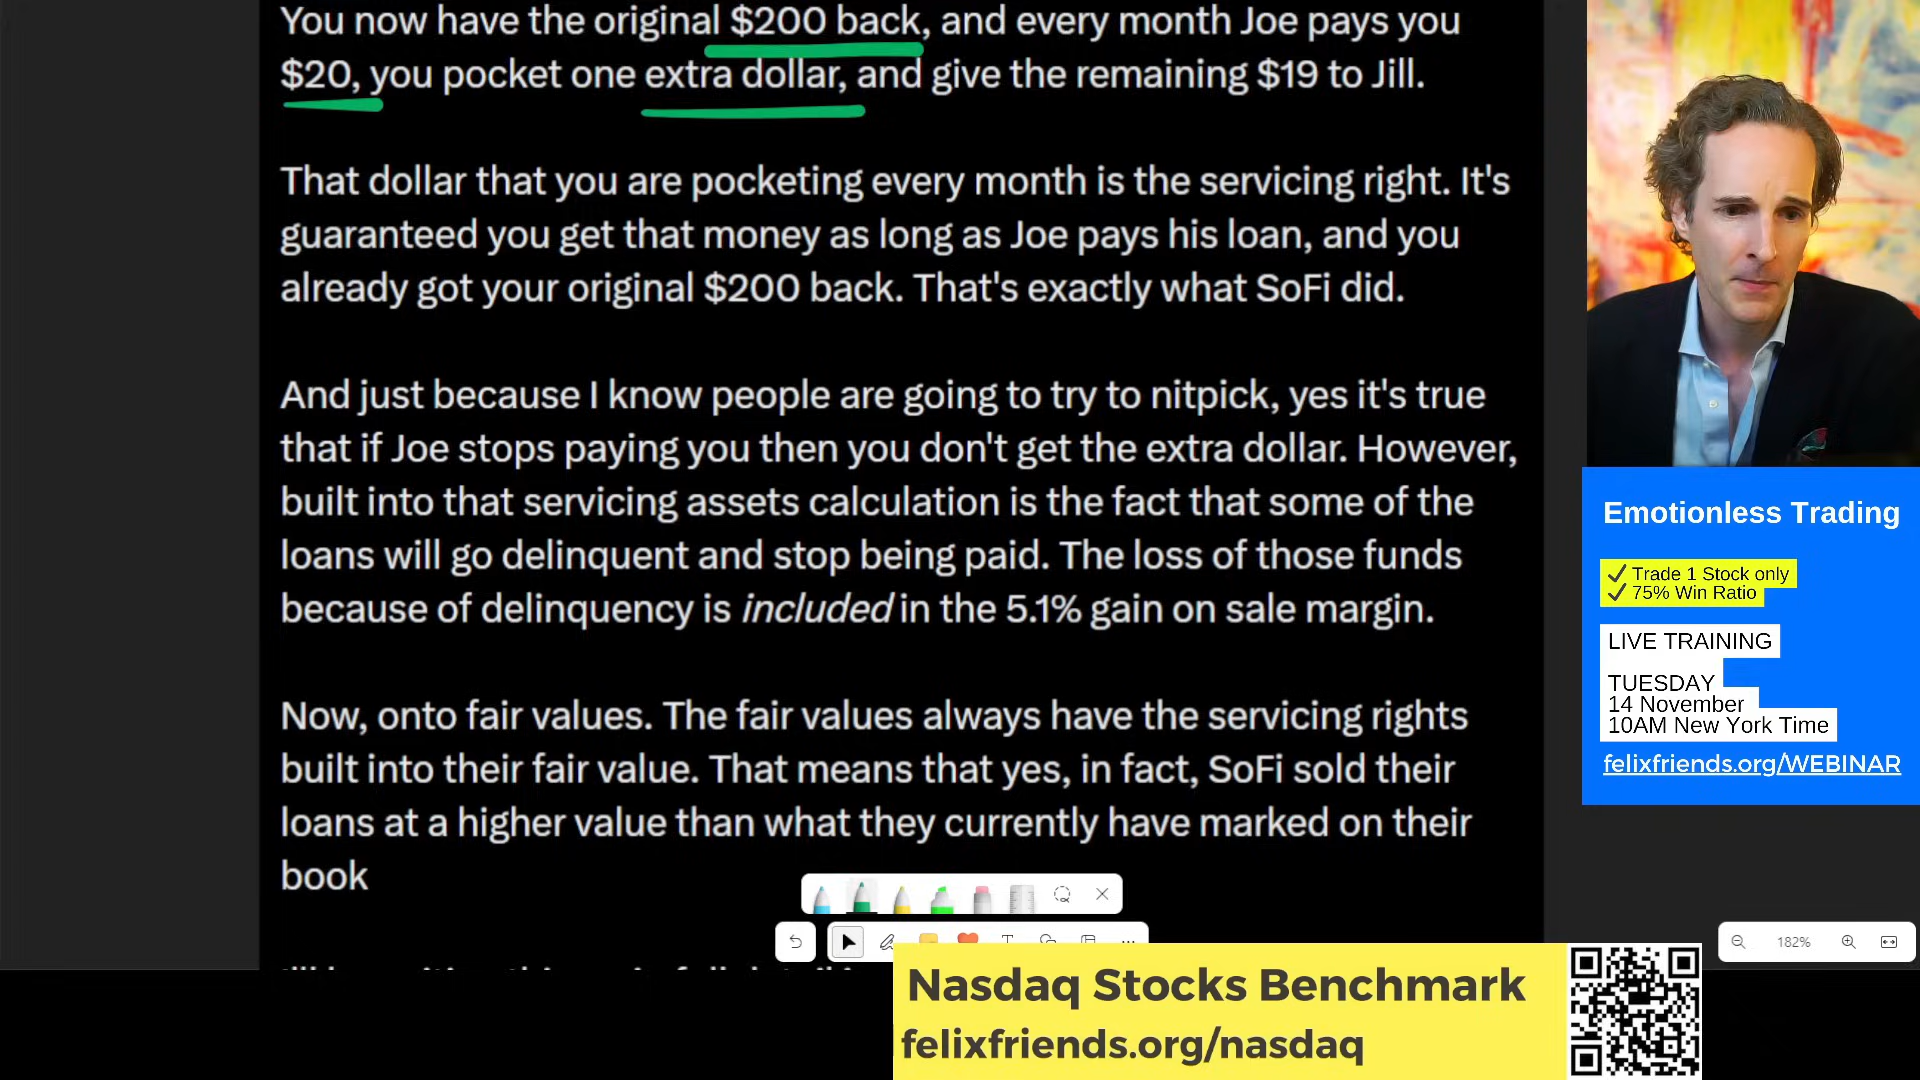 You now have the original $200 back, and every month Joe pays you
$20, you pocket one extra dollar, and give the remaining $19 to Jill.
That dollar that you are pocketing every month is the servicing right. It's
guaranteed you get that money as long as Joe pays his loan, and you
already got your original $200 back. That's exactly what SoFi did.
And just because I know people are going to try to nitpick, yes it's true
that if Joe stops paying you then you don't get the extra dollar. However,
built into that servicing assets calculation is the fact that some of the
loans will go delinquent and stop being paid. The loss of those funds
because of delinquency is included in the 5.1% gain on sale margin.
Now, onto fair values. The fair values always have the servicing rights
built into their fair value. That means that yes, in fact, SoFi sold their
loans at a higher value than what they currently have marked on their
book
Emotionless Trading
✓ Trade 1 Stock only
✓ 75% Win Ratio
LIVE TRAINING
TUESDAY
14 November
10AM New York Time
felixfriends.org/WEBINAR
182%
Nasdaq Stocks Benchmark
felixfriends.org/nasdaq